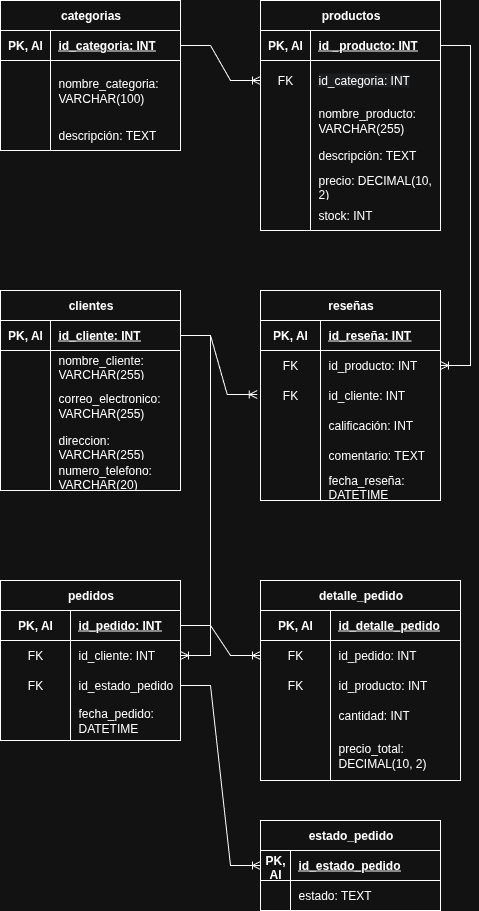 categorias
PK, AI id_categoria: INT
nombre_categoria:
VARCHAR(100)
descripción: TEXT
productos
PK, AI id_producto: INT
FK id_categoria: INT
nombre_producto:
VARCHAR(255)
descripción: TEXT
precio: DECIMAL(10,
2)
stock: INT
clientes
PK, AI id_cliente: INT
nombre_cliente:
VARCHAR(255)
correo_electronico:
VARCHAR(255)
direccion:
VARCHAR(255)
numero_telefono:
VARCHAR(20)
reseñas
PK, AI id_reseña: INT
FK id_producto: INT
FK id_cliente: INT
calificación: INT
comentario: TEXT
fecha_reseña:
DATETIME
pedidos
PK, AI id_pedido: INT
FK id_cliente: INT
FK id_estado_pedido
fecha_pedido:
DATETIME
detalle_pedido
PK, AI id_detalle_pedido
FK id_pedido: INT
FK id_producto: INT
cantidad: INT
precio_total:
DECIMAL(10, 2)
estado_pedido
PK,
AI id_estado_pedido
estado: TEXT